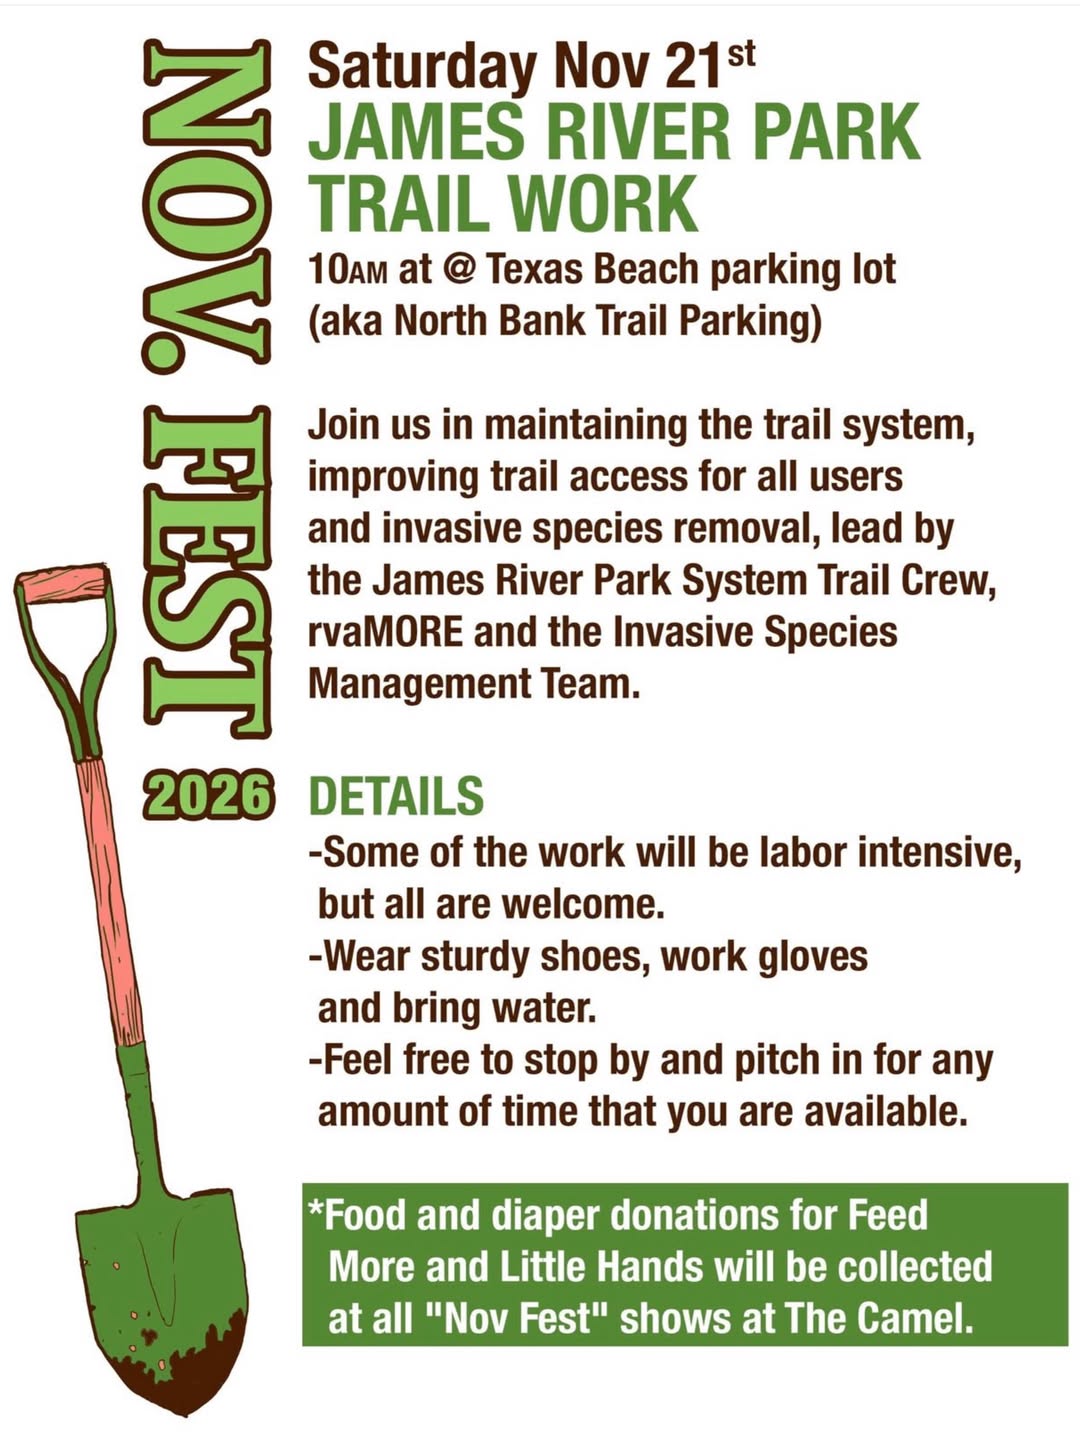 NOV. FEST
2026
Saturday Nov 21st
JAMES RIVER PARK
TRAIL WORK
10AM at @ Texas Beach parking lot
(aka North Bank Trail Parking)
Join us in maintaining the trail system,
improving trail access for all users
and invasive species removal, lead by
the James River Park System Trail Crew,
rvaMORE and the Invasive Species
Management Team.
DETAILS
-Some of the work will be labor intensive,
but all are welcome.
-Wear sturdy shoes, work gloves
and bring water.
-Feel free to stop by and pitch in for any
amount of time that you are available.
*Food and diaper donations for Feed
More and Little Hands will be collected
at all "Nov Fest" shows at The Camel.